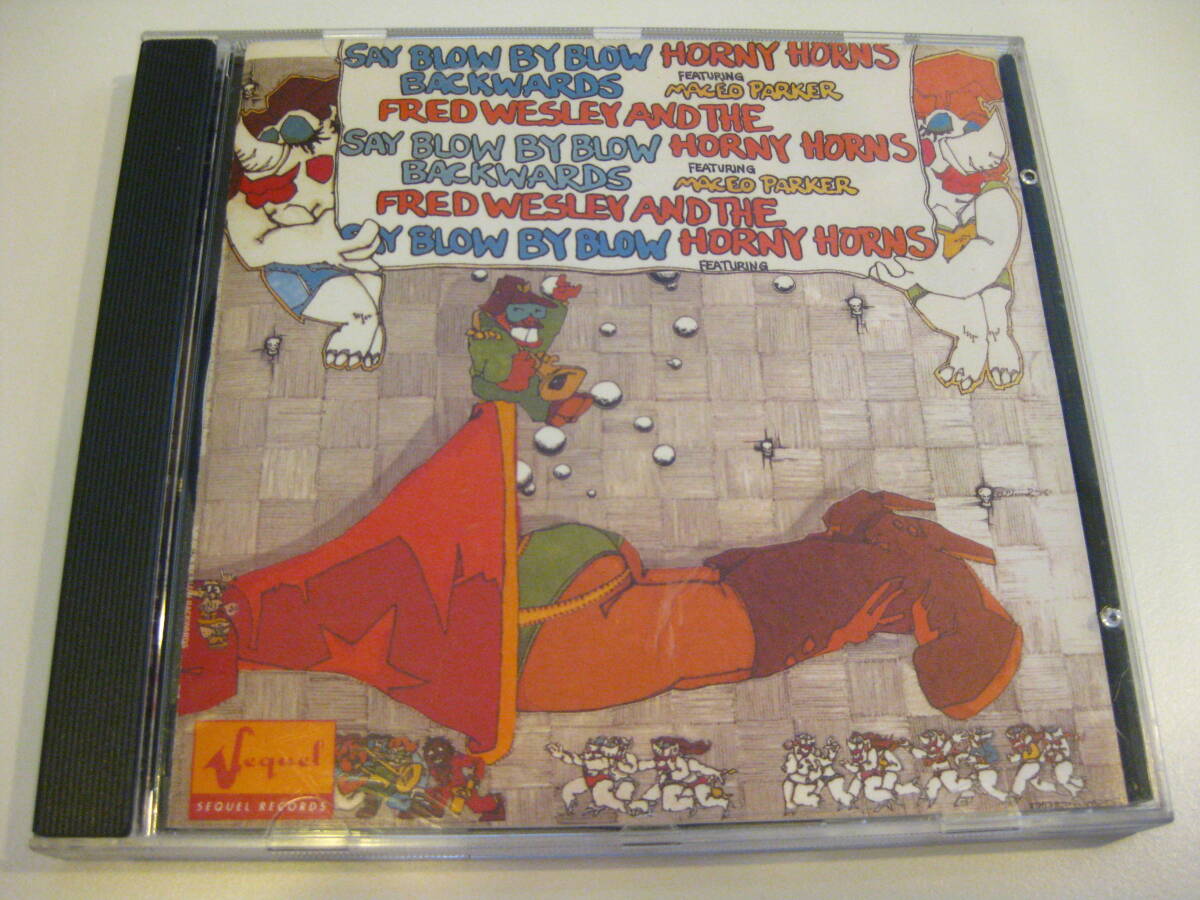 SAY BLOW BY BLOW HORNY HORNS
BACKWARDS FEATURING MACEO PARKER
FRED WESLEY AND THE
SAY BLOW BY BLOW HORNY HORNS
BACKWARDS FEATURING MACEO PARKER
FRED WESLEY AND THE
SAY BLOW BY BLOW HORNY HORNS
FEATURING
Sequel
SEQUEL RECORDS